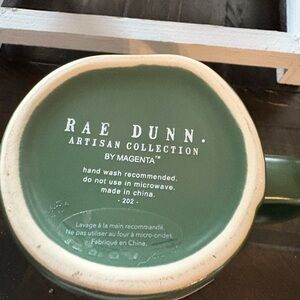 RAE DUNN.
ARTISAN COLLECTION
BY MAGENTA™
hand wash recommended.
do not use in microwave.
made in china.
- 202 -
Lavage à la main recommandé.
Ne pas utiliser au four à micro-ondes.
Fabriqué en Chine.